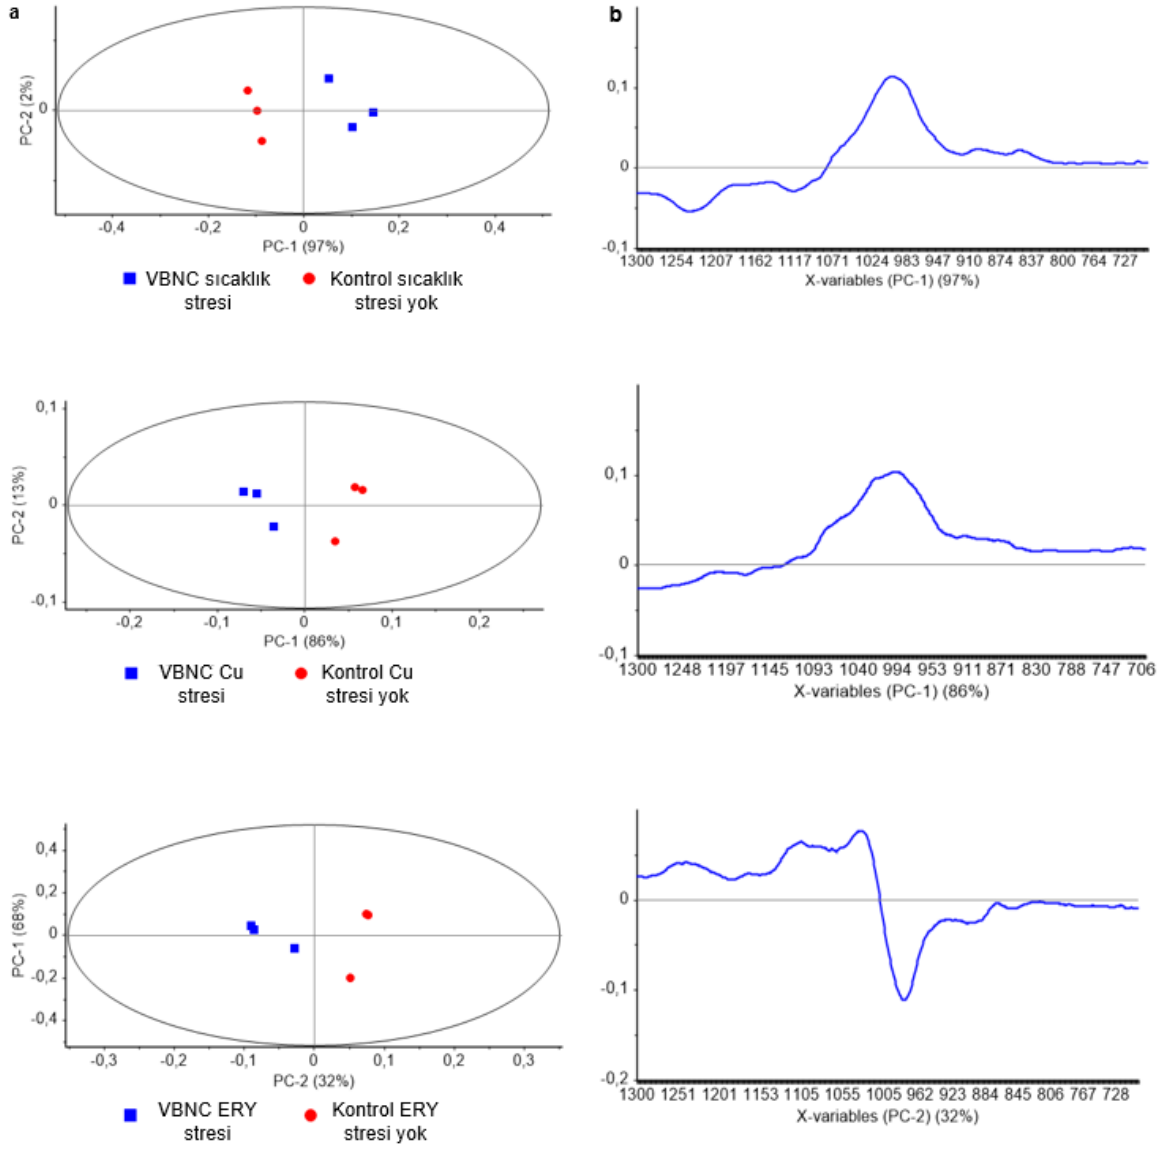 a
PC-2 (2%)
0
-0,4 -0,2 0 0,2 0,4
PC-1 (97%)
VBNC sıcaklık
stresi
Kontrol sıcaklık
stresi yok
b
0,1
0
-0,1
1300 1254 1207 1162 1117 1071 1024 983 947 910 874 837 800 764 727
X-variables (PC-1) (97%)
0,1
PC-2 (13%)
0
-0,1
-0,2 -0,1 0 0,1 0,2
PC-1 (86%)
VBNC Cu
stresi
Kontrol Cu
stresi yok
0,1
0
-0,1
1300 1248 1197 1145 1093 1040 994 953 911 871 830 788 747 706
X-variables (PC-1) (86%)
0,4
0,2
PC-1 (68%)
0
-0,2
-0,4
-0,3 -0,2 -0,1 0 0,1 0,2 0,3
PC-2 (32%)
VBNC ERY
stresi
Kontrol ERY
stresi yok
0
-0,1
-0,2
1300 1251 1201 1153 1105 1055 1005 962 923 884 845 806 767 728
X-variables (PC-2) (32%)